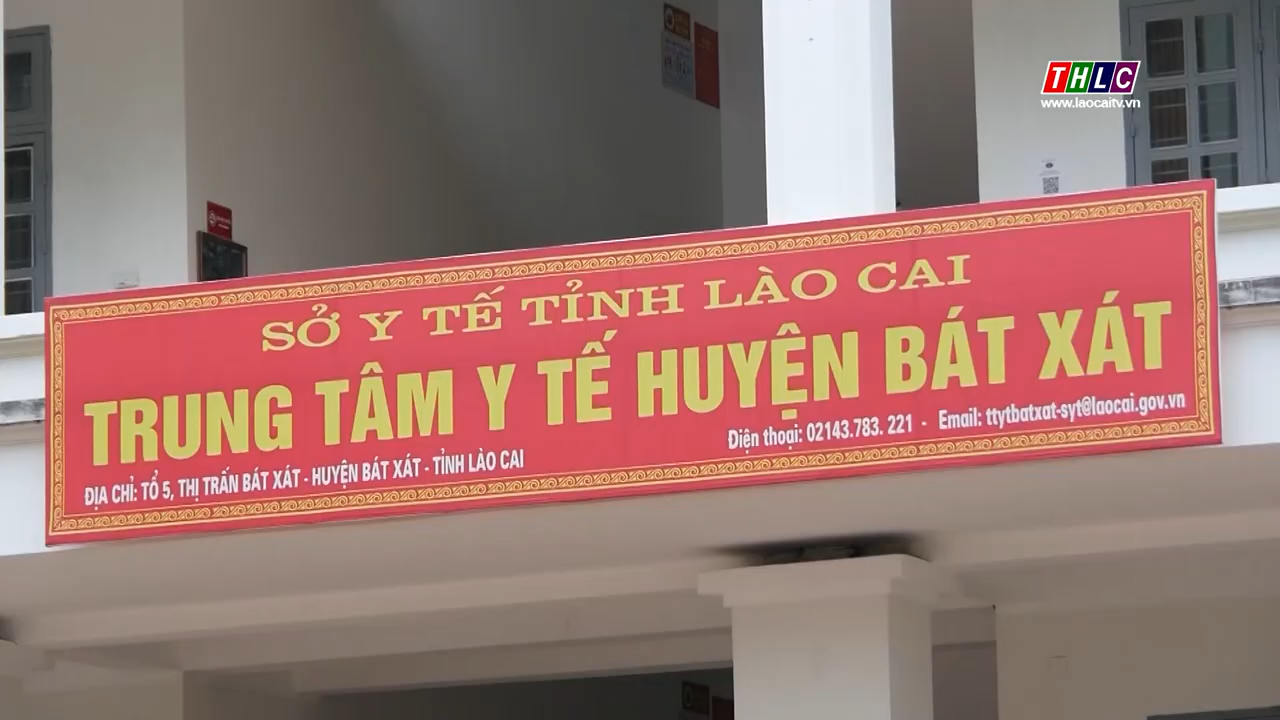 THLC
www.laocaitv.vn
SỞ Y TẾ TỈNH LÀO CAI
TRUNG TÂM Y TẾ HUYỆN BÁT XÁT
ĐỊA CHỈ: TỔ 5, THỊ TRẤN BÁT XÁT - HUYỆN BÁT XÁT - TỈNH LÀO CAI
Điện thoại: 02143.783. 221 - Email: ttytbatxat-syt@laocai.gov.vn